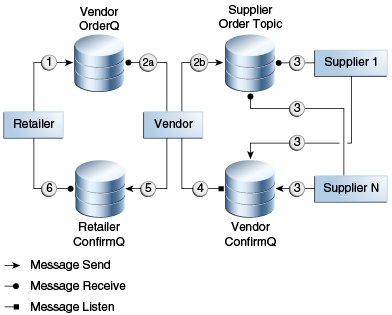 Vendor
OrderQ
Supplier
Order Topic
1
2a
2b
3
Supplier 1
3
Retailer
Vendor
3
6
5
4
3
Supplier N
Retailer
ConfirmQ
Vendor
ConfirmQ
Message Send
Message Receive
Message Listen